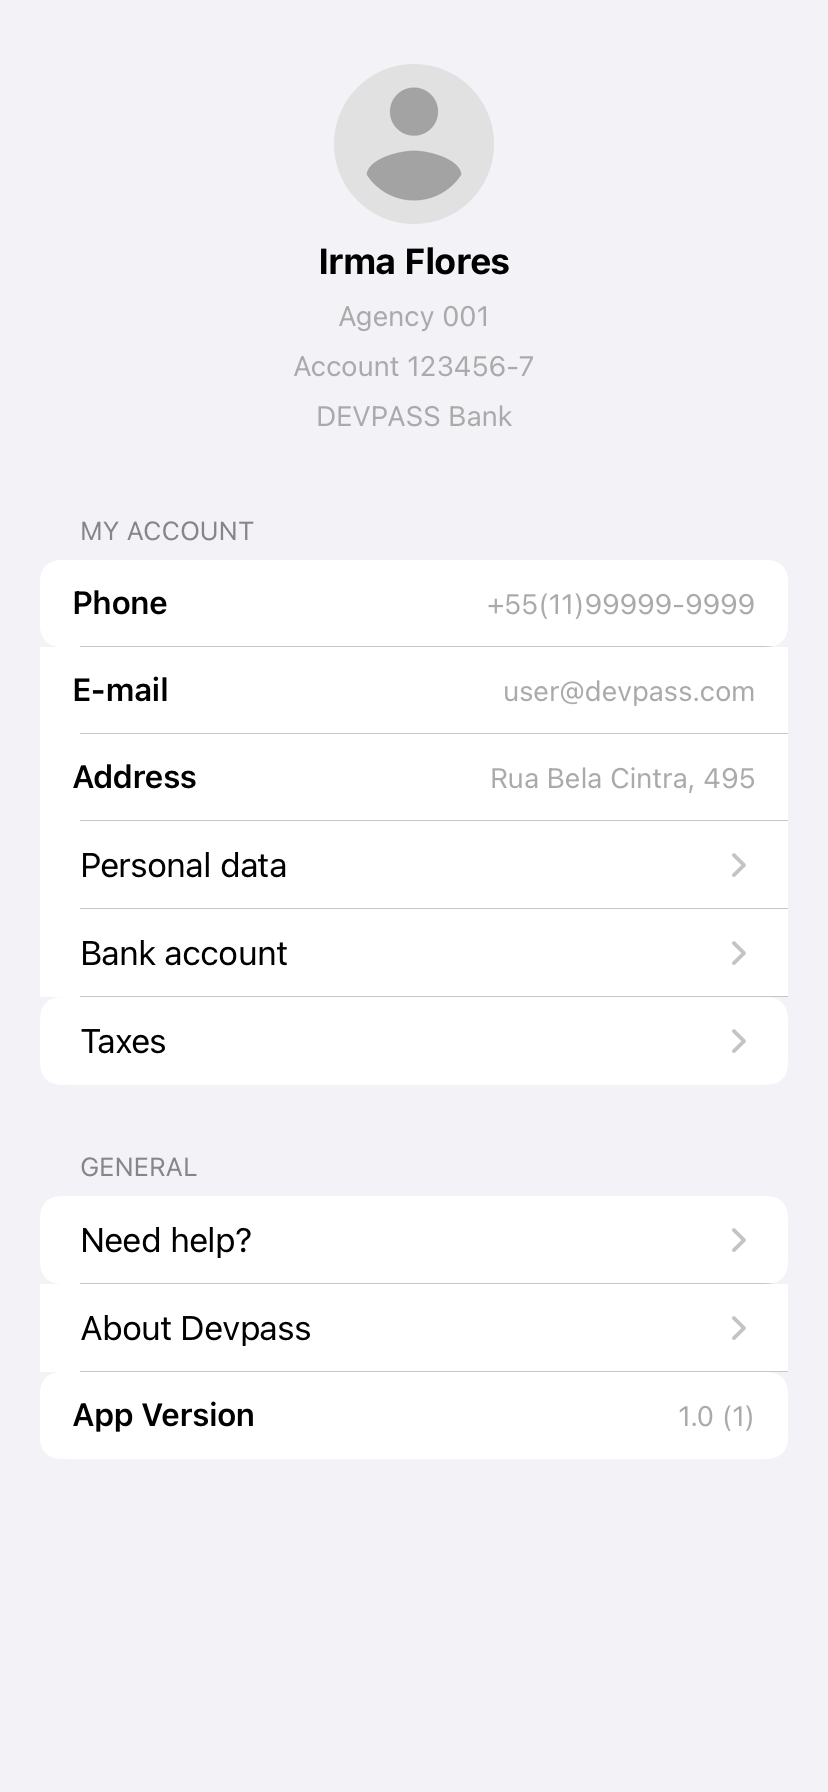 Irma Flores
Agency 001
Account 123456-7
DEVPASS Bank
MY ACCOUNT
Phone +55(11)99999-9999
E-mail user@devpass.com
Address Rua Bela Cintra, 495
Personal data
Bank account
Taxes
GENERAL
Need help?
About Devpass
App Version 1.0 (1)